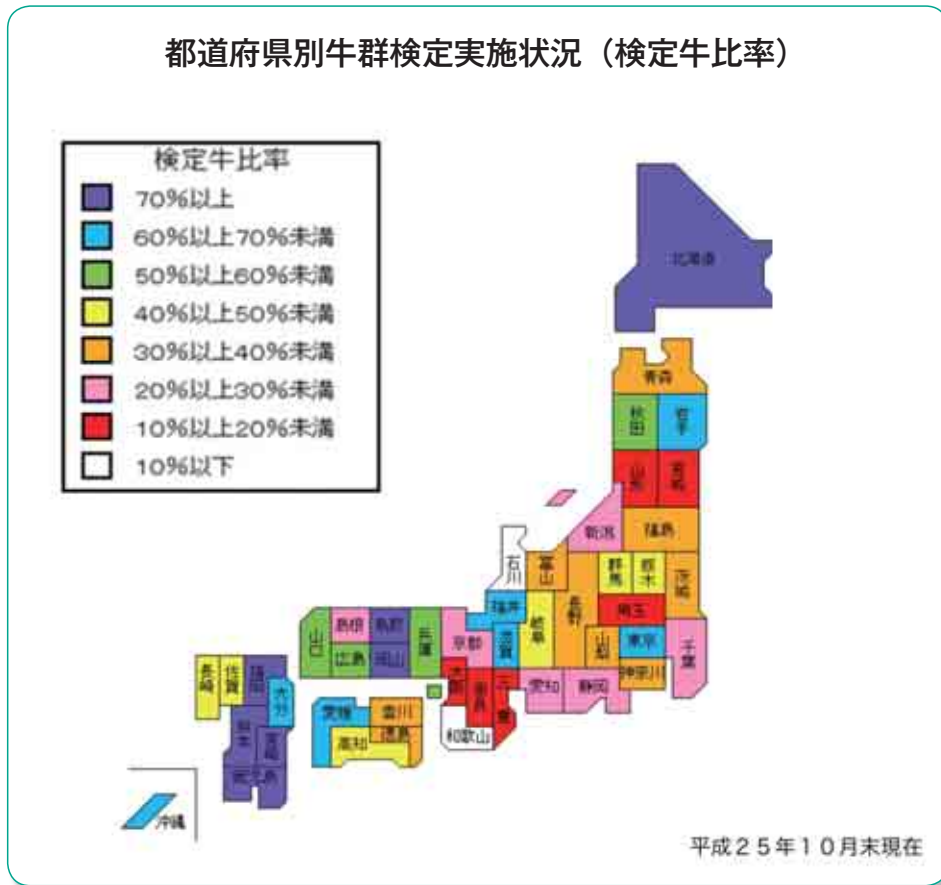 都道府県別牛群検定実施状況（検定牛比率）
検定牛比率
70%以上
60%以上70%未満
50%以上60%未満
40%以上50%未満
30%以上40%未満
20%以上30%未満
10%以上20%未満
10%以下
北海道
青森
秋田
岩手
山形
宮城
新潟
福島
石川
富山
群馬
栃木
茨城
長野
埼玉
福井
岐阜
山梨
東京
千葉
神奈川
滋賀
京都
兵庫
鳥取
島根
山口
広島
岡山
大阪
奈良
三重
愛知
静岡
和歌山
愛媛
香川
徳島
高知
長崎
佐賀
福岡
大分
熊本
宮崎
鹿児島
沖縄
平成２５年１０月末現在